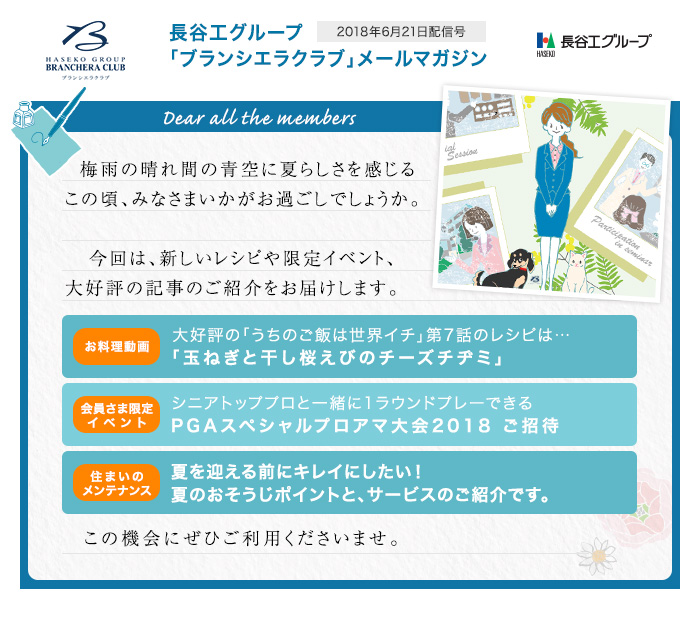 HASEKO GROUP
BRANCHERA CLUB
ブランシエラクラブ
長谷工グループ
2018年6月21日配信号
「ブランシエラクラブ」メールマガジン
HASEKO
長谷工グループ
Dear all the members
梅雨の晴れ間の青空に夏らしさを感じる
この頃、みなさまいかがお過ごしでしょうか。
今回は、新しいレシピや限定イベント、
大好評の記事のご紹介をお届けします。
ial
Session
Participation
in seminar
お料理動画
大好評の「うちのご飯は世界イチ」第7話のレシピは…
「玉ねぎと干し桜えびのチーズチヂミ」
会員さま限定
イベント
シニアトッププロと一緒に1ラウンドプレーできる
PGAスペシャルプロアマ大会2018 ご招待
住まいの
メンテナンス
夏を迎える前にキレイにしたい！
夏のおそうじポイントと、サービスのご紹介です。
この機会にぜひご利用くださいませ。